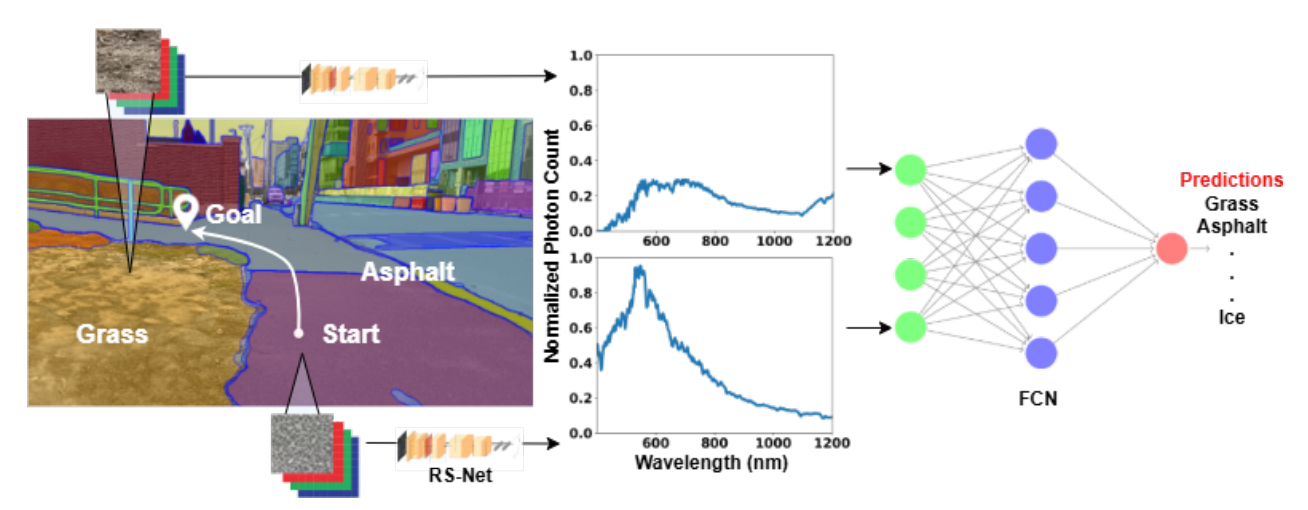 Goal
Asphalt
Grass
Start
RS-Net
Normalized Photon Count
1.0
0.8
0.6
0.4
0.2
0.0
600
800
1000
1200
1.0
0.8
0.6
0.4
0.2
0.0
600
800
1000
1200
Wavelength (nm)
FCN
Predictions
Grass
Asphalt
.
.
.
Ice